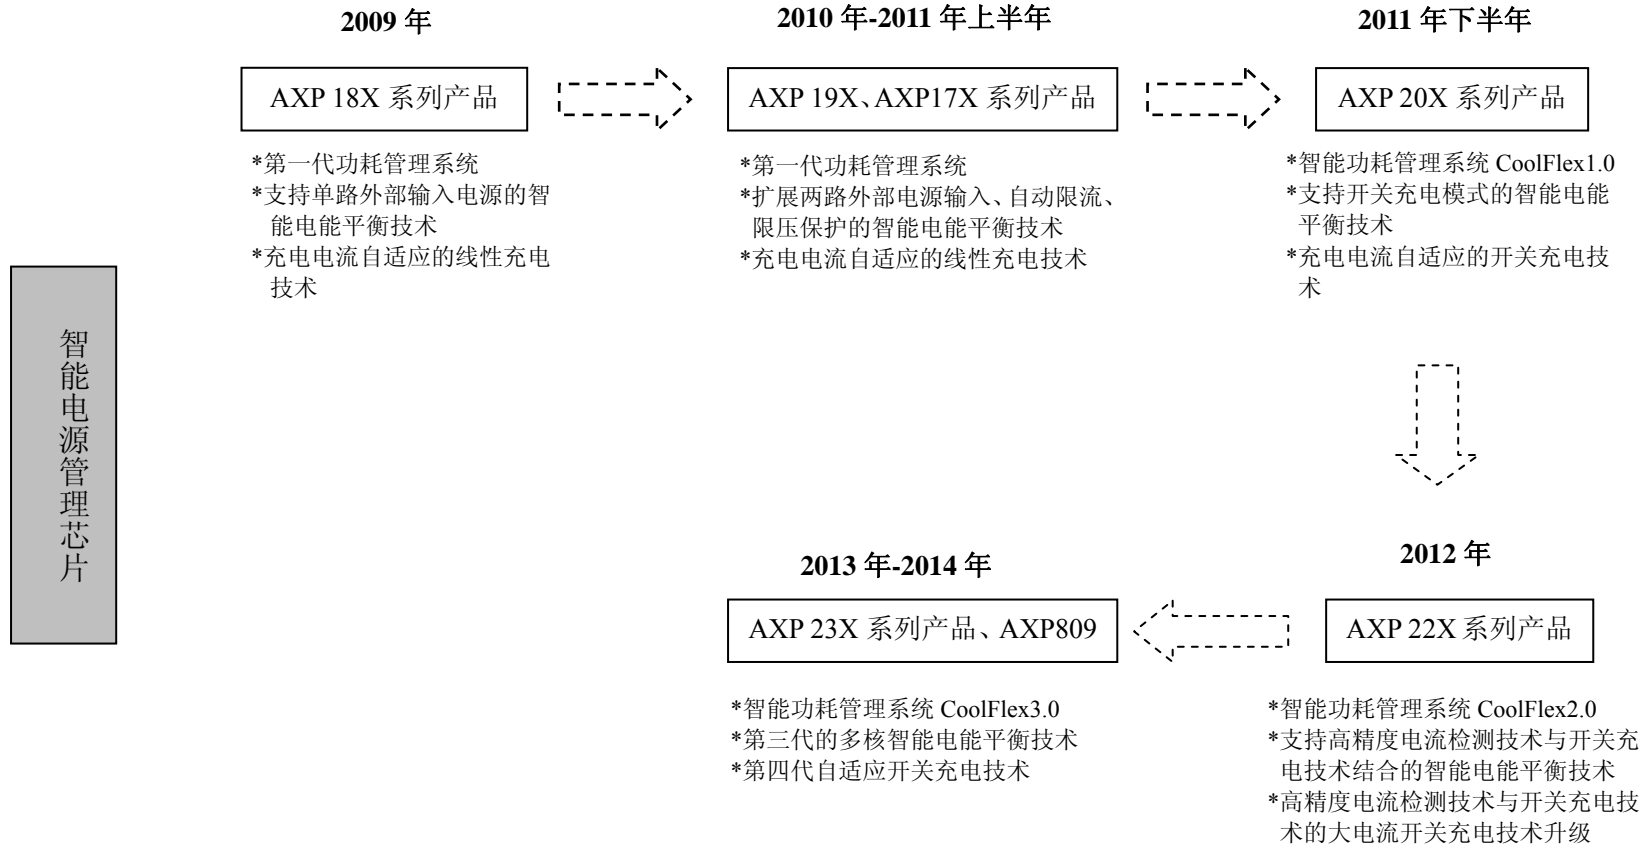 2009 年
AXP 18X 系列产品
*第一代功耗管理系统
*支持单路外部输入电源的智
能电能平衡技术
*充电电流自适应的线性充电
技术
2010 年-2011 年上半年
AXP 19X、AXP17X 系列产品
*第一代功耗管理系统
*扩展两路外部电源输入、自动限流、
限压保护的智能电能平衡技术
*充电电流自适应的线性充电技术
2011 年下半年
AXP 20X 系列产品
*智能功耗管理系统 CoolFlex1.0
*支持开关充电模式的智能电能
平衡技术
*充电电流自适应的开关充电技
术
智能电源管理芯片
2012 年
AXP 22X 系列产品
*智能功耗管理系统 CoolFlex2.0
*支持高精度电流检测技术与开关充
电技术结合的智能电能平衡技术
*高精度电流检测技术与开关充电技
术的大电流开关充电技术升级
2013 年-2014 年
AXP 23X 系列产品、AXP809
*智能功耗管理系统 CoolFlex3.0
*第三代的多核智能电能平衡技术
*第四代自适应开关充电技术